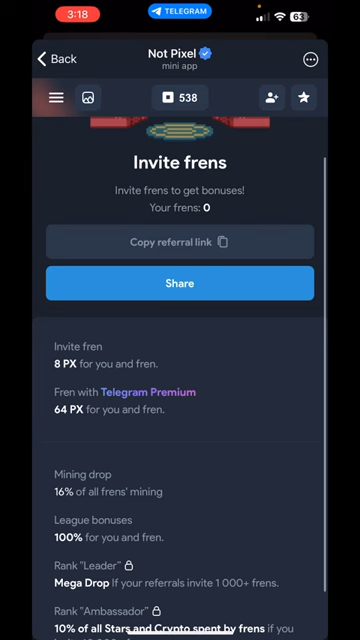 3:18
TELEGRAM
63
Back
Not Pixel
mini app
538
Invite frens
Invite frens to get bonuses!
Your frens: 0
Copy referral link
Share
Invite fren
8 PX for you and fren.
Fren with Telegram Premium
64 PX for you and fren.
Mining drop
16% of all frens' mining
League bonuses
100% for you and fren.
Rank "Leader"
Mega Drop If your referrals invite 1 000+ frens.
Rank "Ambassador"
10% of all Stars and Crypto spent by frens if you